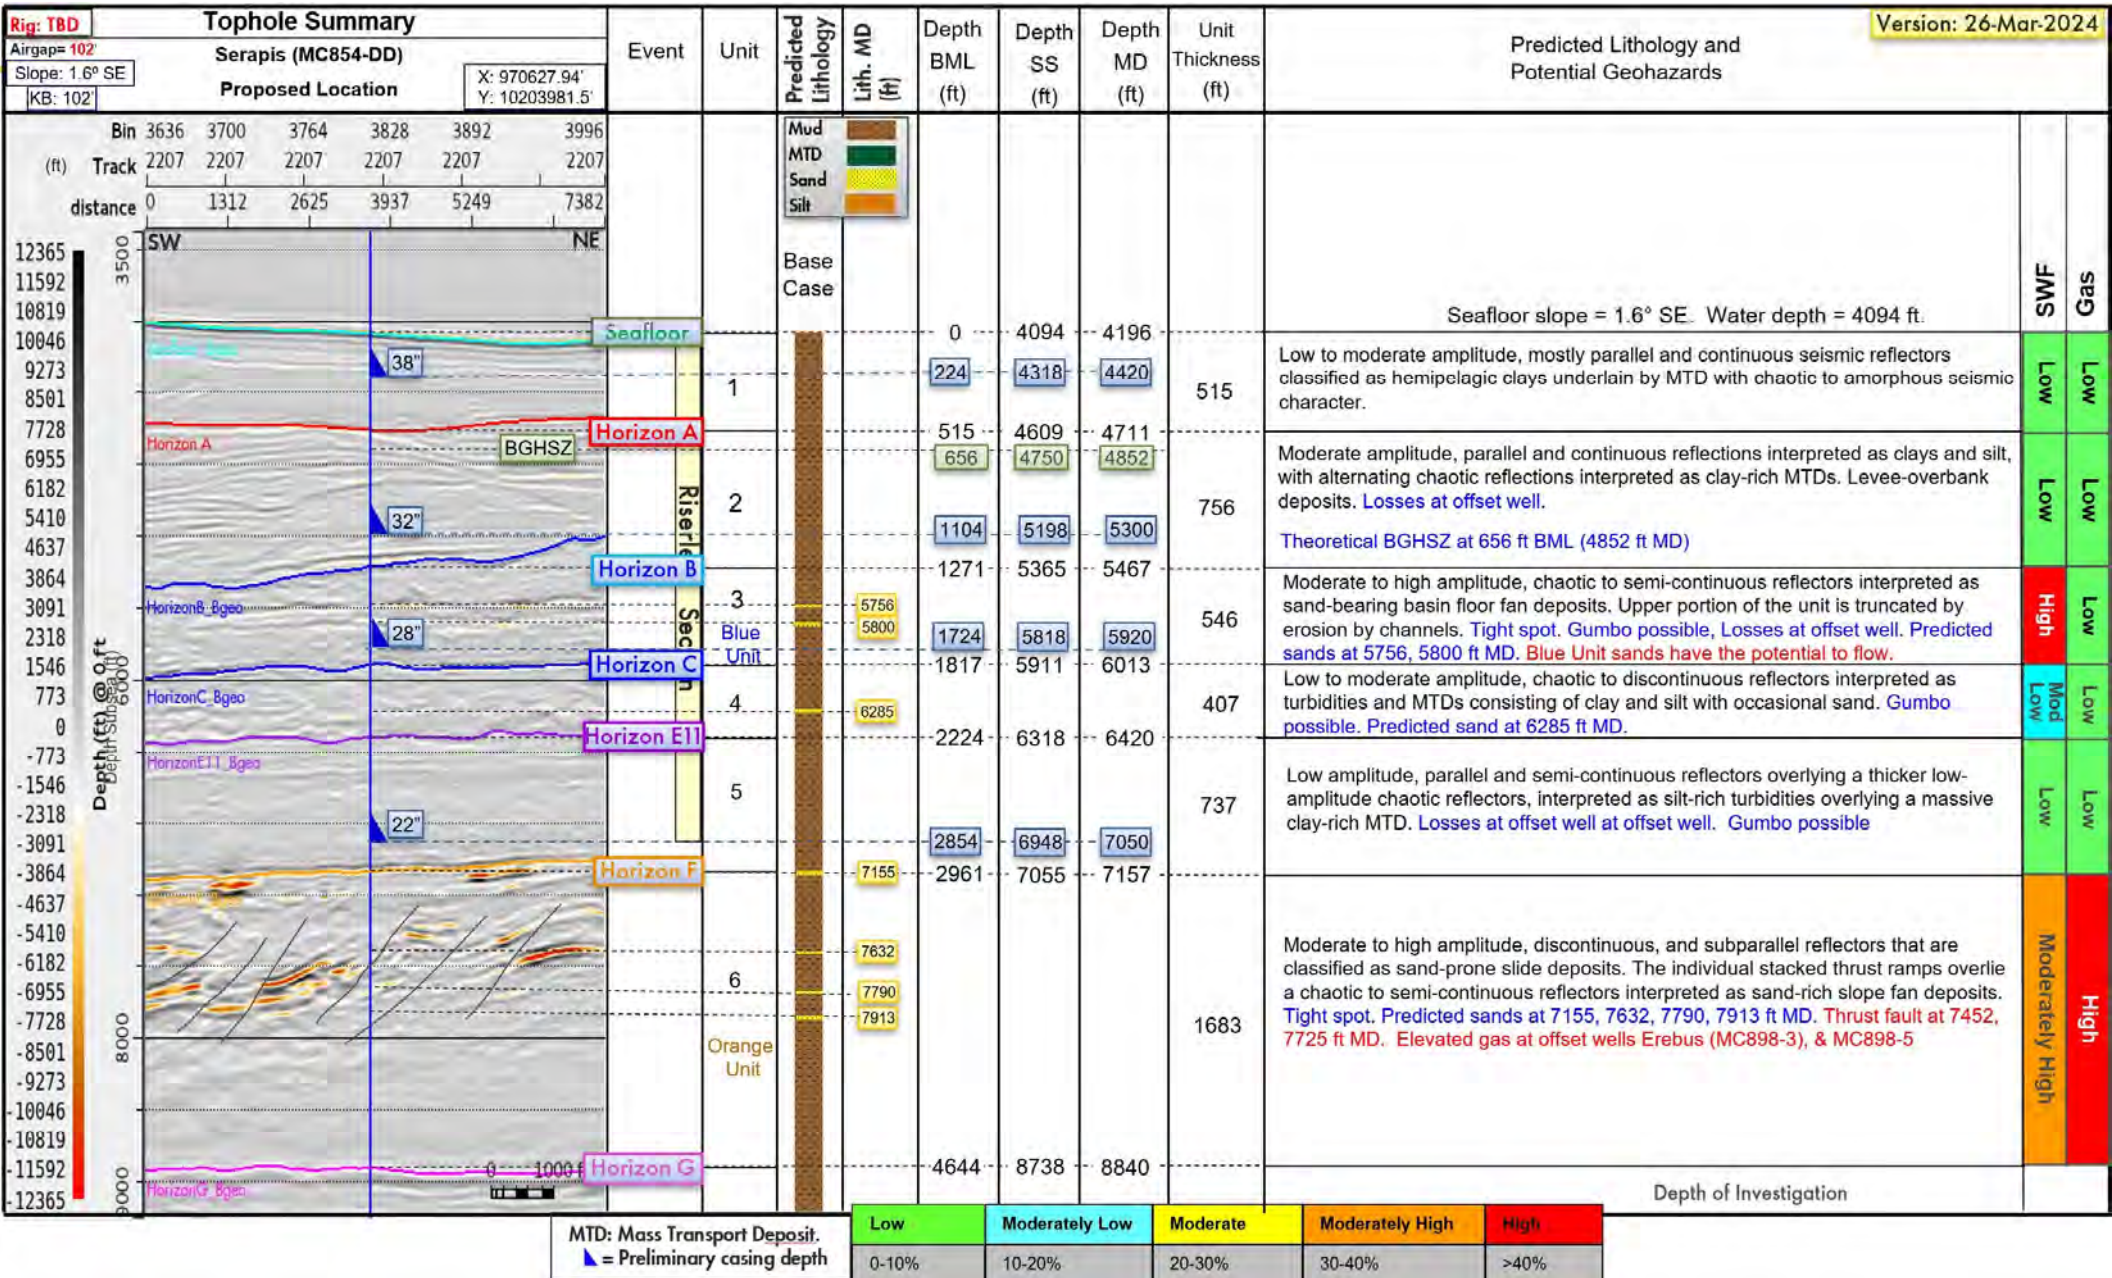 Rig: TBD
Airgap= 102'
Slope: 1.6º SE
KB: 102'
Tophole Summary
Serapis (MC854-DD)
Proposed Location
X: 970627.94'
Y: 10203981.5'
Event
Unit
Predicted
Lithology
Lith. MD
(ft)
Depth
BML
(ft)
Depth
SS
(ft)
Depth
MD
(ft)
Unit
Thickness
(ft)
Predicted Lithology and
Potential Geohazards
Version: 26-Mar-2024
Bin 3636 3700 3764 3828 3892 3996
(ft) Track 2207 2207 2207 2207 2207 2207
distance 0 1312 2625 3937 5249 7382
Mud
MTD
Sand
Silt
Base
Case
SWF
Gas
SW
NE
12365
11592
10819
10046
9273
8501
7728
6955
6182
5410
4637
3864
3091
2318
1546
773
0
-773
-1546
-2318
-3091
-3864
-4637
-5410
-6182
-6955
-7728
-8501
-9273
-10046
-10819
-11592
-12365
Depth (ft) @ 0 ft
Depth Subsea(ft)
3500
6000
8000
9000
Seafloor
38"
Horizon A
Horizon A
BGHSZ
32"
Horizon B
HorizonB_Bgeo
28"
Horizon C
HorizonC_Bgeo
Horizon E11
HorizonE11_Bgeo
22"
Horizon F
Horizon G
HorizonG_Bgeo
0 1000 f
Riserless Section
1
2
3
Blue
Unit
4
5
6
Orange
Unit
5756
5800
6285
7155
7632
7790
7913
0 4094 4196
224 4318 4420
515 4609 4711
656 4750 4852
1104 5198 5300
1271 5365 5467
1724 5818 5920
1817 5911 6013
2224 6318 6420
2854 6948 7050
2961 7055 7157
4644 8738 8840
515
756
546
407
737
1683
Seafloor slope = 1.6° SE. Water depth = 4094 ft.
Low to moderate amplitude, mostly parallel and continuous seismic reflectors
classified as hemipelagic clays underlain by MTD with chaotic to amorphous seismic
character.
Low
Low
Moderate amplitude, parallel and continuous reflections interpreted as clays and silt,
with alternating chaotic reflections interpreted as clay-rich MTDs. Levee-overbank
deposits. Losses at offset well.
Theoretical BGHSZ at 656 ft BML (4852 ft MD)
Low
Low
Moderate to high amplitude, chaotic to semi-continuous reflectors interpreted as
sand-bearing basin floor fan deposits. Upper portion of the unit is truncated by
erosion by channels. Tight spot. Gumbo possible, Losses at offset well. Predicted
sands at 5756, 5800 ft MD. Blue Unit sands have the potential to flow.
High
Low
Low to moderate amplitude, chaotic to discontinuous reflectors interpreted as
turbidities and MTDs consisting of clay and silt with occasional sand. Gumbo
possible. Predicted sand at 6285 ft MD.
Mod
Low
Low
Low amplitude, parallel and semi-continuous reflectors overlying a thicker low-
amplitude chaotic reflectors, interpreted as silt-rich turbidities overlying a massive
clay-rich MTD. Losses at offset well at offset well. Gumbo possible
Low
Low
Moderate to high amplitude, discontinuous, and subparallel reflectors that are
classified as sand-prone slide deposits. The individual stacked thrust ramps overlie
a chaotic to semi-continuous reflectors interpreted as sand-rich slope fan deposits.
Tight spot. Predicted sands at 7155, 7632, 7790, 7913 ft MD. Thrust fault at 7452,
7725 ft MD. Elevated gas at offset wells Erebus (MC898-3), & MC898-5
Moderately High
High
Depth of Investigation
MTD: Mass Transport Deposit.
= Preliminary casing depth
Low Moderately Low Moderate Moderately High High
0-10% 10-20% 20-30% 30-40% >40%